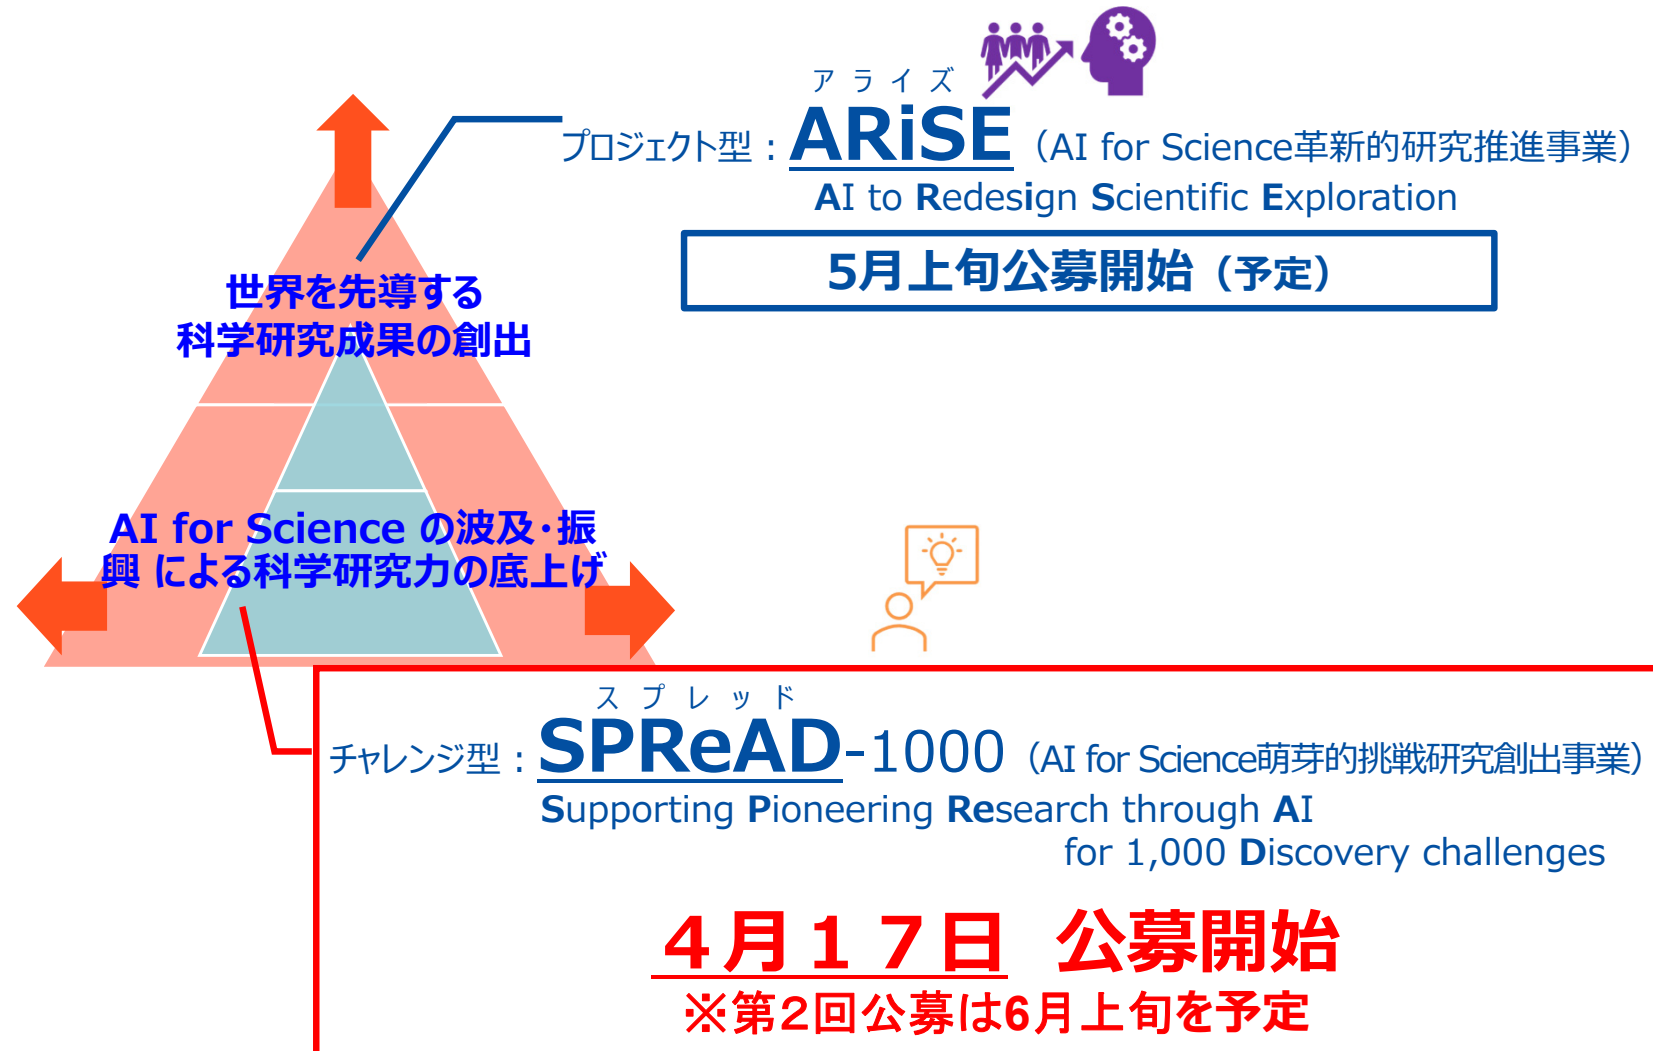 アライズ
プロジェクト型：ARiSE（AI for Science革新的研究推進事業）
AI to Redesign Scientific Exploration
5月上旬公募開始（予定）
世界を先導する
科学研究成果の創出
AI for Science の波及・振
興 による科学研究力の底上げ
スプレッド
チャレンジ型：SPReAD-1000（AI for Science萌芽的挑戦研究創出事業）
Supporting Pioneering Research through AI
for 1,000 Discovery challenges
４月１７日 公募開始
※第２回公募は6月上旬を予定